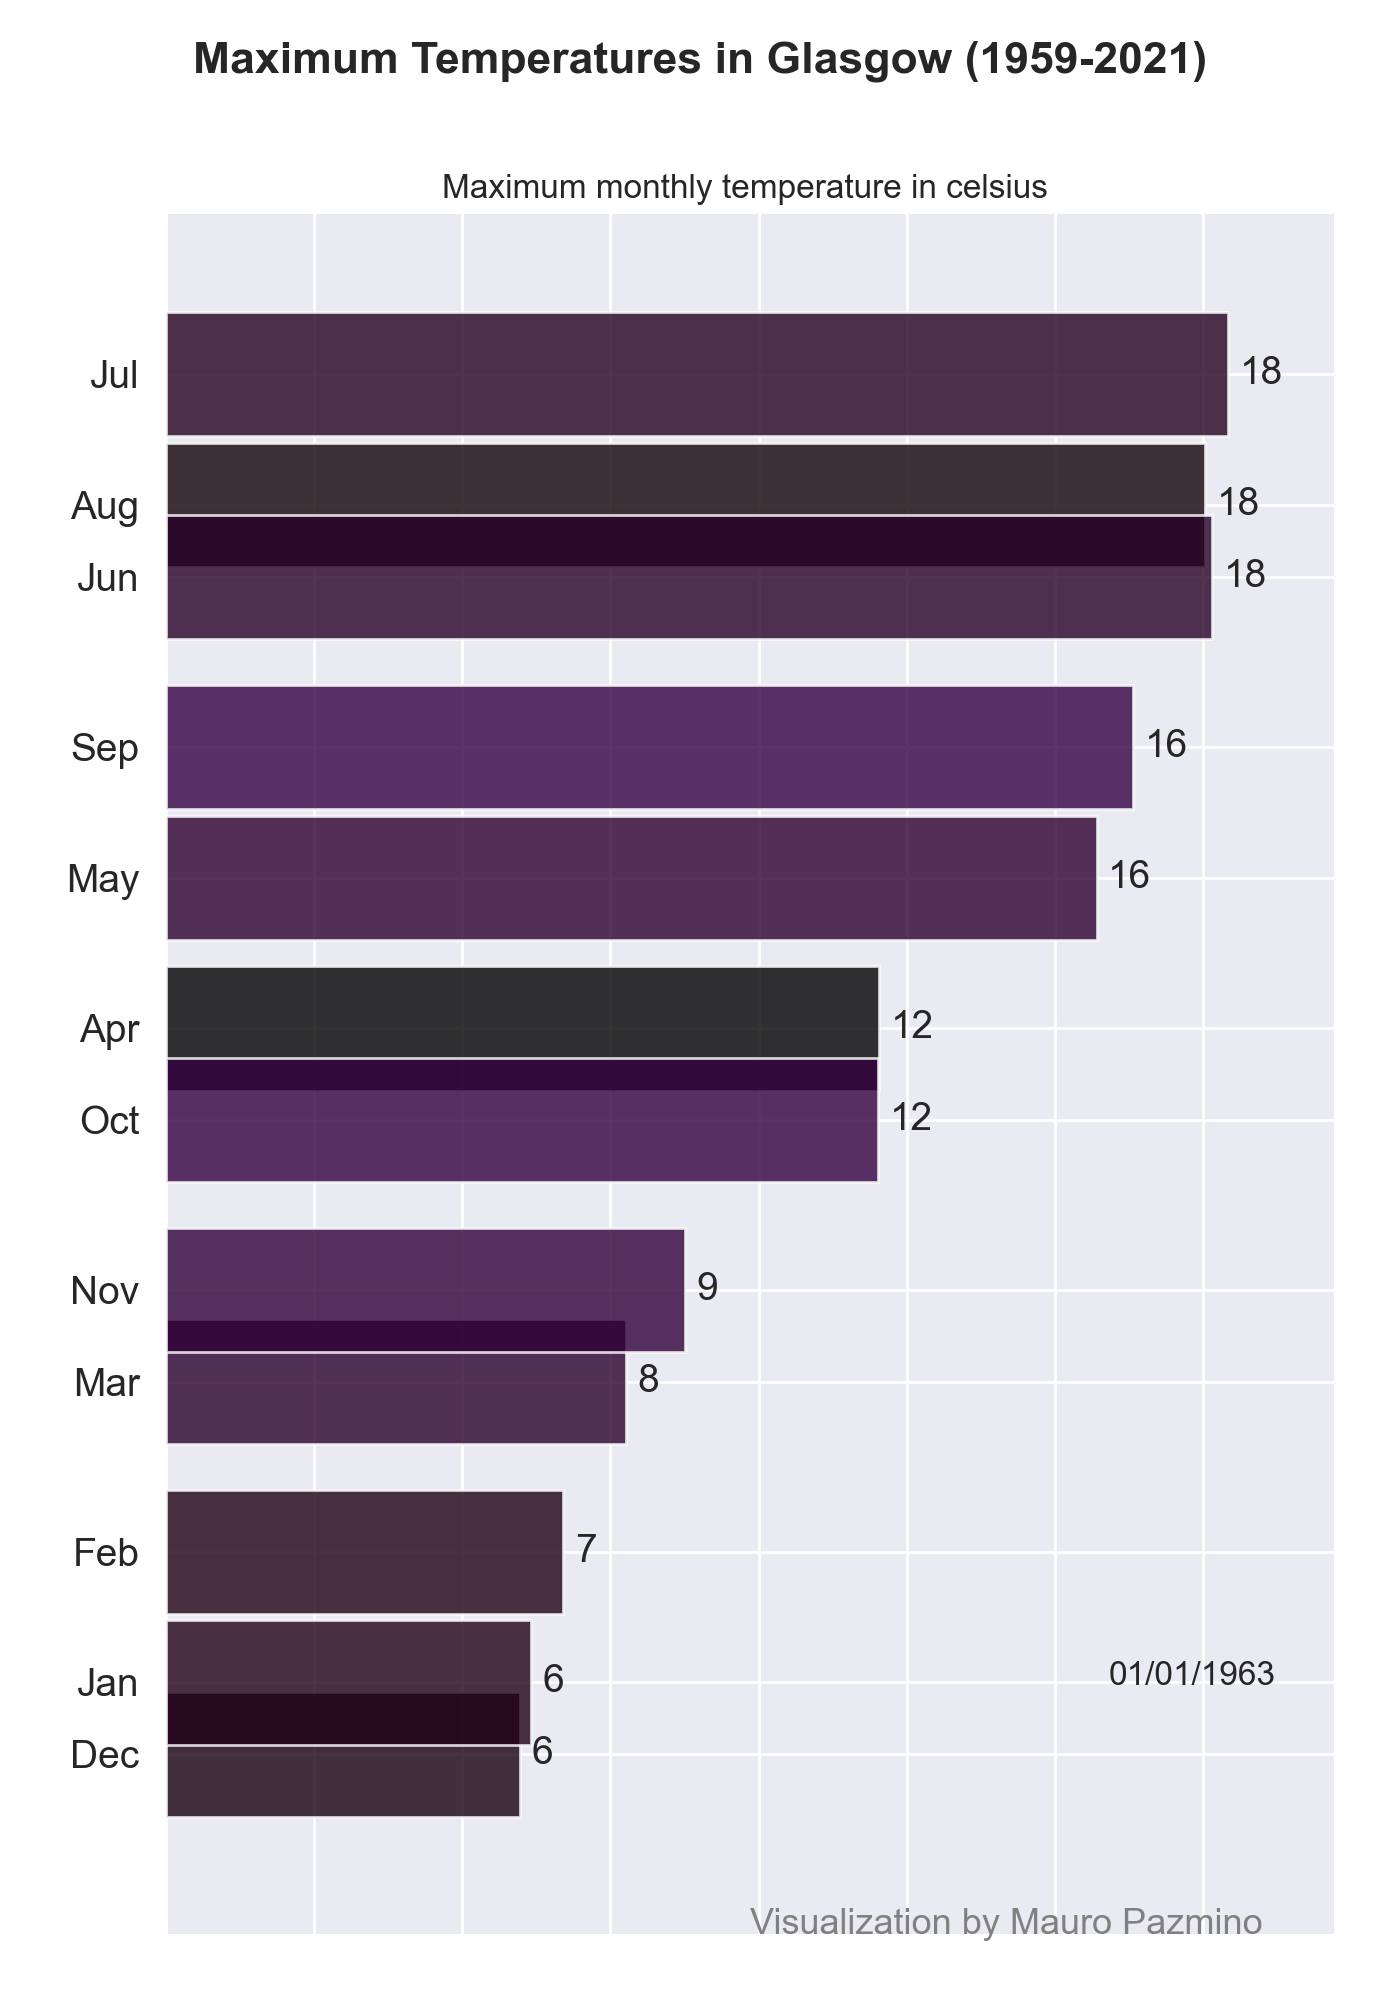 Maximum Temperatures in Glasgow (1959-2021)
Maximum monthly temperature in celsius
Jul 18
Aug 18
Jun 18
Sep 16
May 16
Apr 12
Oct 12
Nov 9
Mar 8
Feb 7
Jan 6 01/01/1963
Dec 6
Visualization by Mauro Pazmino